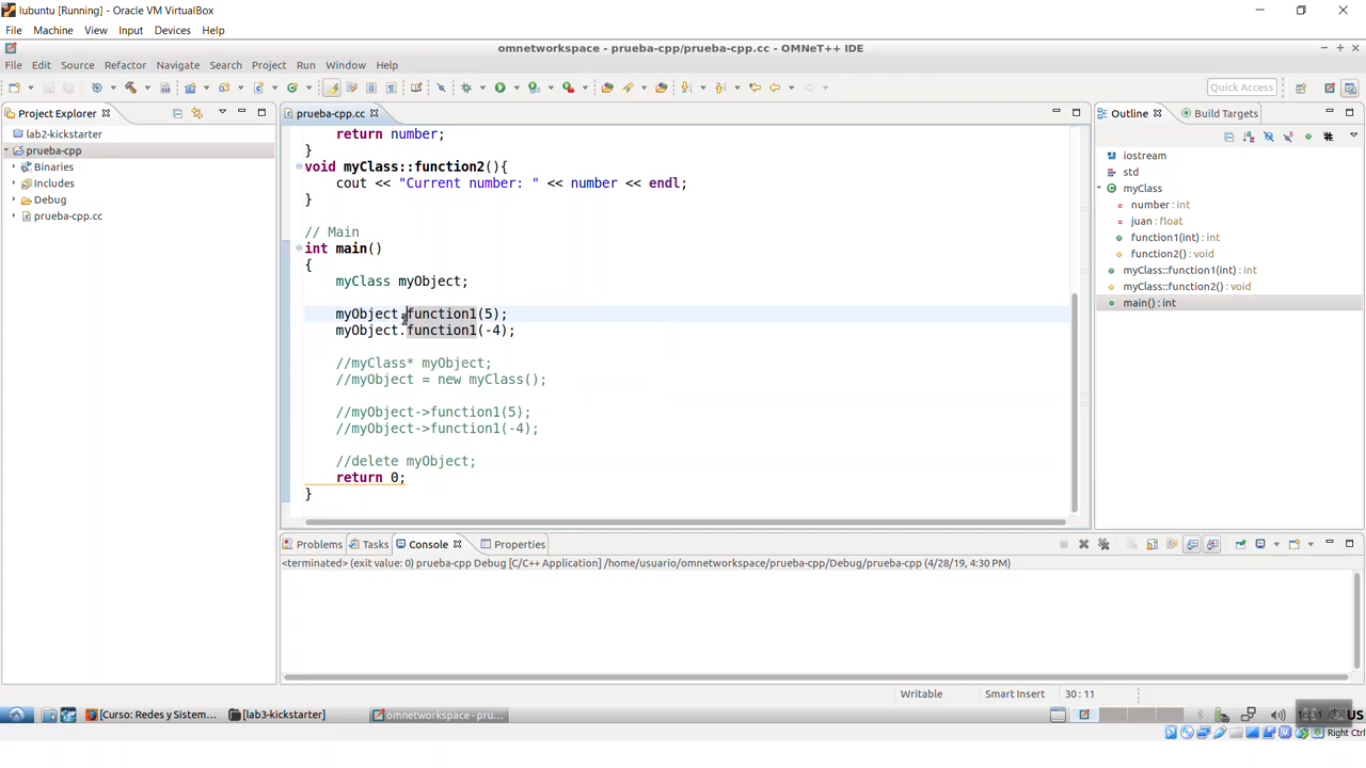 lubuntu [Running] - Oracle VM VirtualBox
File Machine View Input Devices Help
omnetworkspace - prueba-cpp/prueba-cpp.cc - OMNeT++ IDE
File Edit Source Refactor Navigate Search Project Run Window Help
Quick Access
Project Explorer
lab2-kickstarter
prueba-cpp
Binaries
Includes
Debug
prueba-cpp.cc
prueba-cpp.cc
return number;
}
void myClass::function2(){
cout << "Current number: " << number << endl;
}
// Main
int main()
{
myClass myObject;
myObject.function1(5);
myObject.function1(-4);
//myClass* myObject;
//myObject = new myClass();
//myObject->function1(5);
//myObject->function1(-4);
//delete myObject;
return 0;
}
Outline Build Targets
iostream
std
myClass
number : int
juan : float
function1(int) : int
function2() : void
myClass::function1(int) : int
myClass::function2() : void
main() : int
Problems Tasks Console Properties
<terminated> (exit value: 0) prueba-cpp Debug [C/C++ Application] /home/usuario/omnetworkspace/prueba-cpp/Debug/prueba-cpp (4/28/19, 4:30 PM)
Writable Smart Insert 30 : 11
[Curso: Redes y Sistem... [lab3-kickstarter] omnetworkspace - pru... US
Right Ctrl